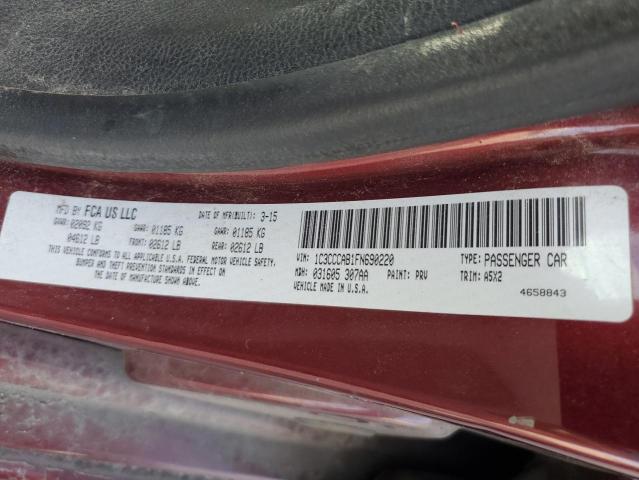 MFD BY FCA US LLC DATE OF MFR(BUILT): 3-15
GVWR: 02092 KG GAWR: 01185 KG GAWR: 01185 KG
04612 LB FRONT: 02612 LB REAR: 02612 LB
THIS VEHICLE CONFORMS TO ALL APPLICABLE U.S.A. FEDERAL MOTOR VEHICLE SAFETY,
BUMPER AND THEFT PREVENTION STANDARDS IN EFFECT ON
THE DATE OF MANUFACTURE SHOWN ABOVE.
VIN: 1C3CCCAB1FN690220 TYPE: PASSENGER CAR
MDH: 031605 307AA PAINT: PRV TRIM: A5X2
VEHICLE MADE IN U.S.A. 4658843